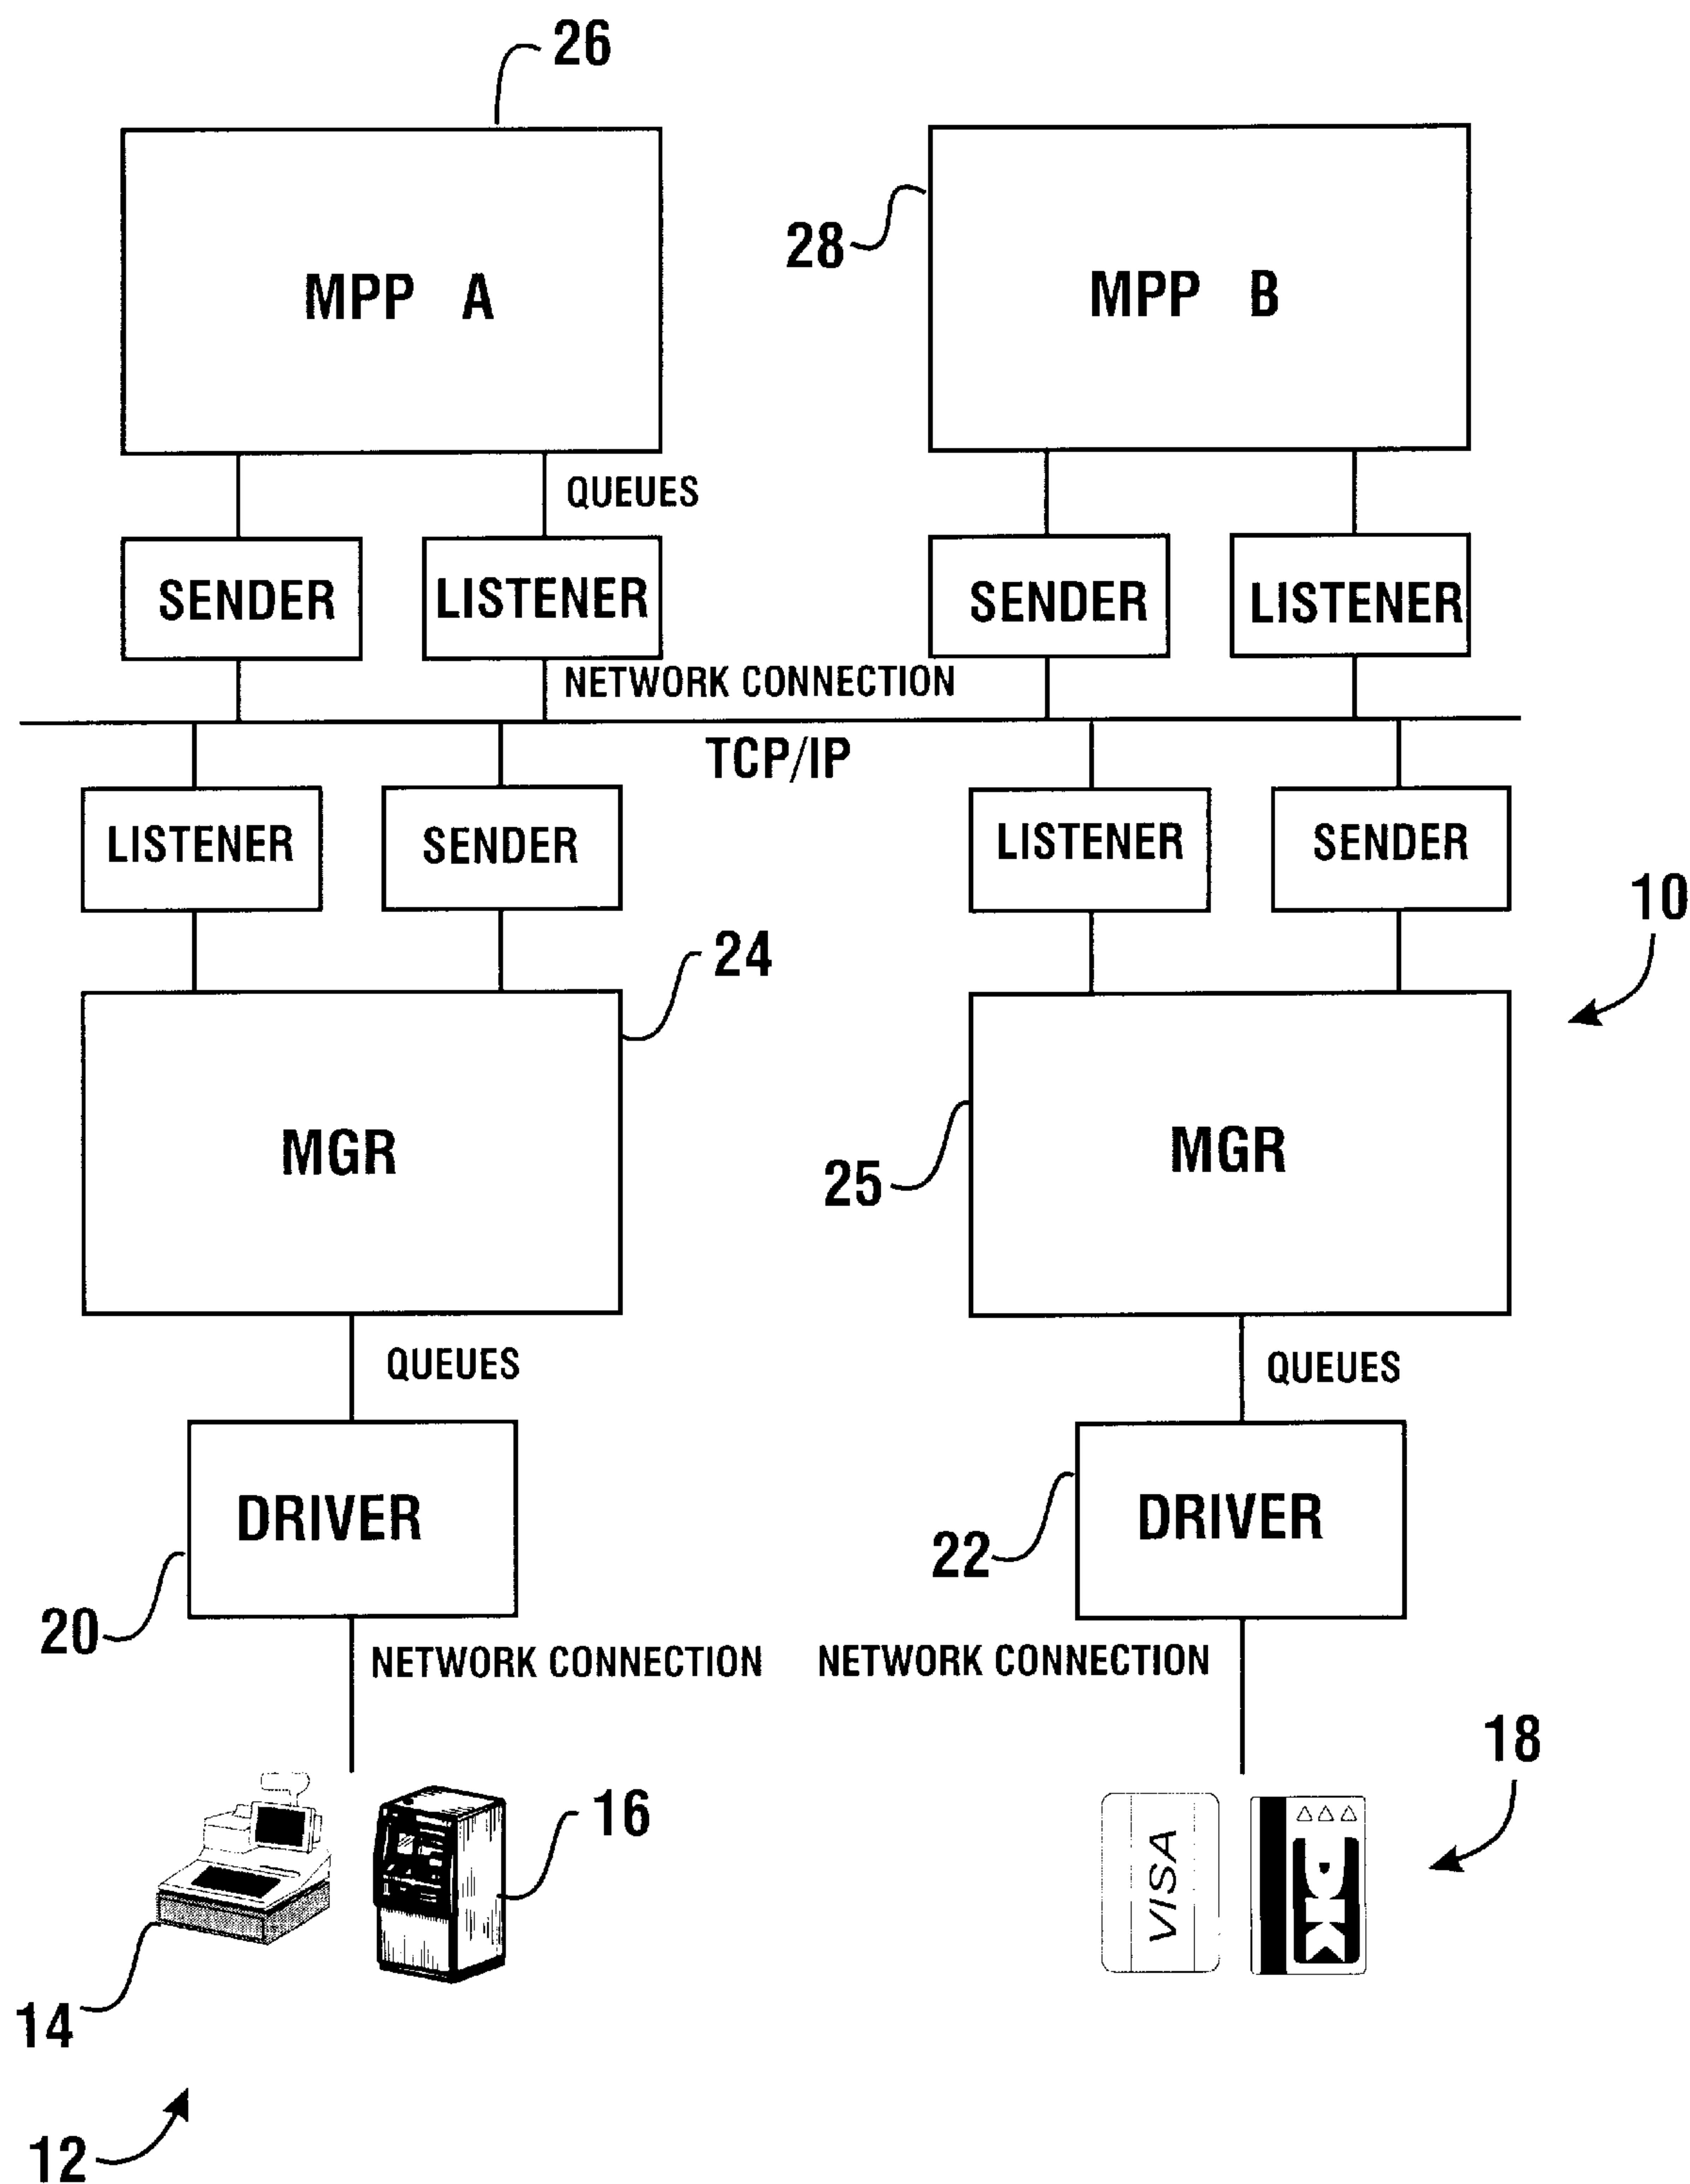 26
MPP A
28
MPP B
QUEUES
SENDER
LISTENER
SENDER
LISTENER
NETWORK CONNECTION
TCP/IP
LISTENER
SENDER
LISTENER
SENDER
10
24
MGR
25
MGR
QUEUES
QUEUES
DRIVER
20
DRIVER
22
NETWORK CONNECTION
NETWORK CONNECTION
18
16
VISA
14
12